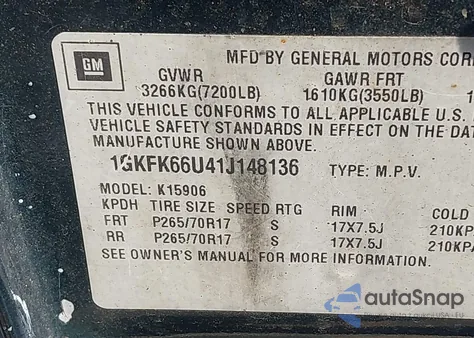 GM
MFD BY GENERAL MOTORS CORP
GVWR GAWR FRT
3266KG(7200LB) 1610KG(3550LB) 1
THIS VEHICLE CONFORMS TO ALL APPLICABLE U.S.
VEHICLE SAFETY STANDARDS IN EFFECT ON THE DAT
MANUFACTURE SHOWN ABOVE.
1GKFK66U41J148136 TYPE: M.P.V.
MODEL: K15906
KPDH TIRE SIZE SPEED RTG RIM COLD
FRT P265/70R17 S 17X7.5J 210KP
RR P265/70R17 S 17X7.5J 210KPA
SEE OWNER'S MANUAL FOR MORE INFORMATION.
autoSnap